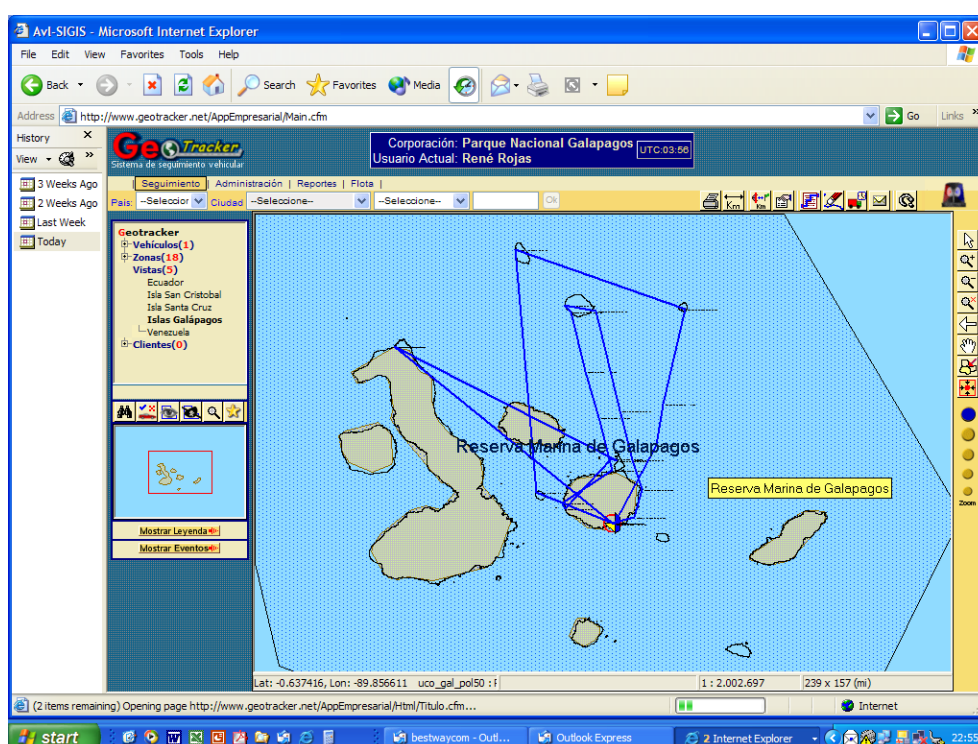 Avl-SIGIS - Microsoft Internet Explorer
File Edit View Favorites Tools Help
Back Search Favorites Media
Address http://www.geotracker.net/AppEmpresarial/Main.cfm Go Links »
History x
View »
3 Weeks Ago
2 Weeks Ago
Last Week
Today
GeoTracker
Sistema de seguimiento vehicular
Corporación: Parque Nacional Galapagos
Usuario Actual: René Rojas
UTC:03:56
| Seguimiento | Administración | Reportes | Flota |
Pais: --Seleccior Ciudad --Seleccione-- --Seleccione-- Ok
Km
Km
Geotracker
Vehículos(1)
Zonas(18)
Vistas(5)
Ecuador
Isla San Cristobal
Isla Santa Cruz
Islas Galápagos
Venezuela
Clientes(0)
Mostrar Leyenda
Mostrar Eventos
Reserva Marina de Galapagos
Reserva Marina de Galapagos
Zoom
Lat: -0.637416, Lon: -89.856611 uco_gal_pol50 : F 1 : 2.002.697 239 x 157 (mi)
(2 items remaining) Opening page http://www.geotracker.net/AppEmpresarial/Html/Titulo.cfm... Internet
start bestwaycom - Outl... Outlook Express 2 Internet Explorer 22:55